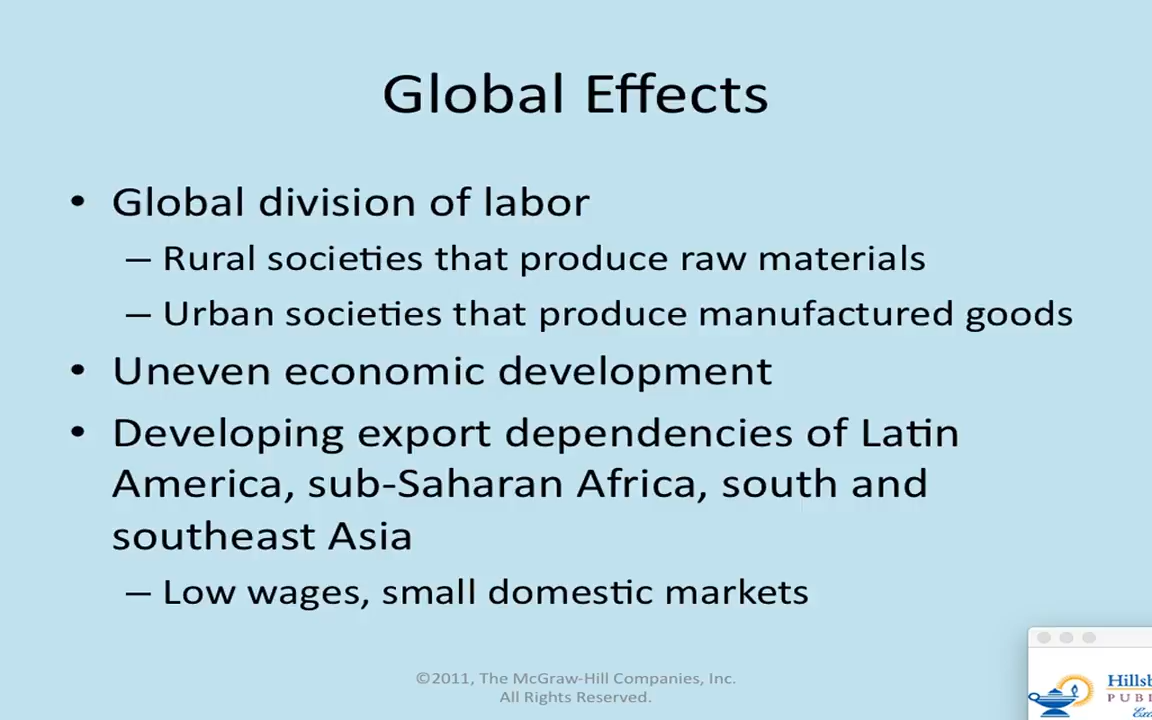 Global Effects
• Global division of labor
– Rural societies that produce raw materials
– Urban societies that produce manufactured goods
• Uneven economic development
• Developing export dependencies of Latin
America, sub-Saharan Africa, south and
southeast Asia
– Low wages, small domestic markets
©2011, The McGraw-Hill Companies, Inc.
All Rights Reserved.